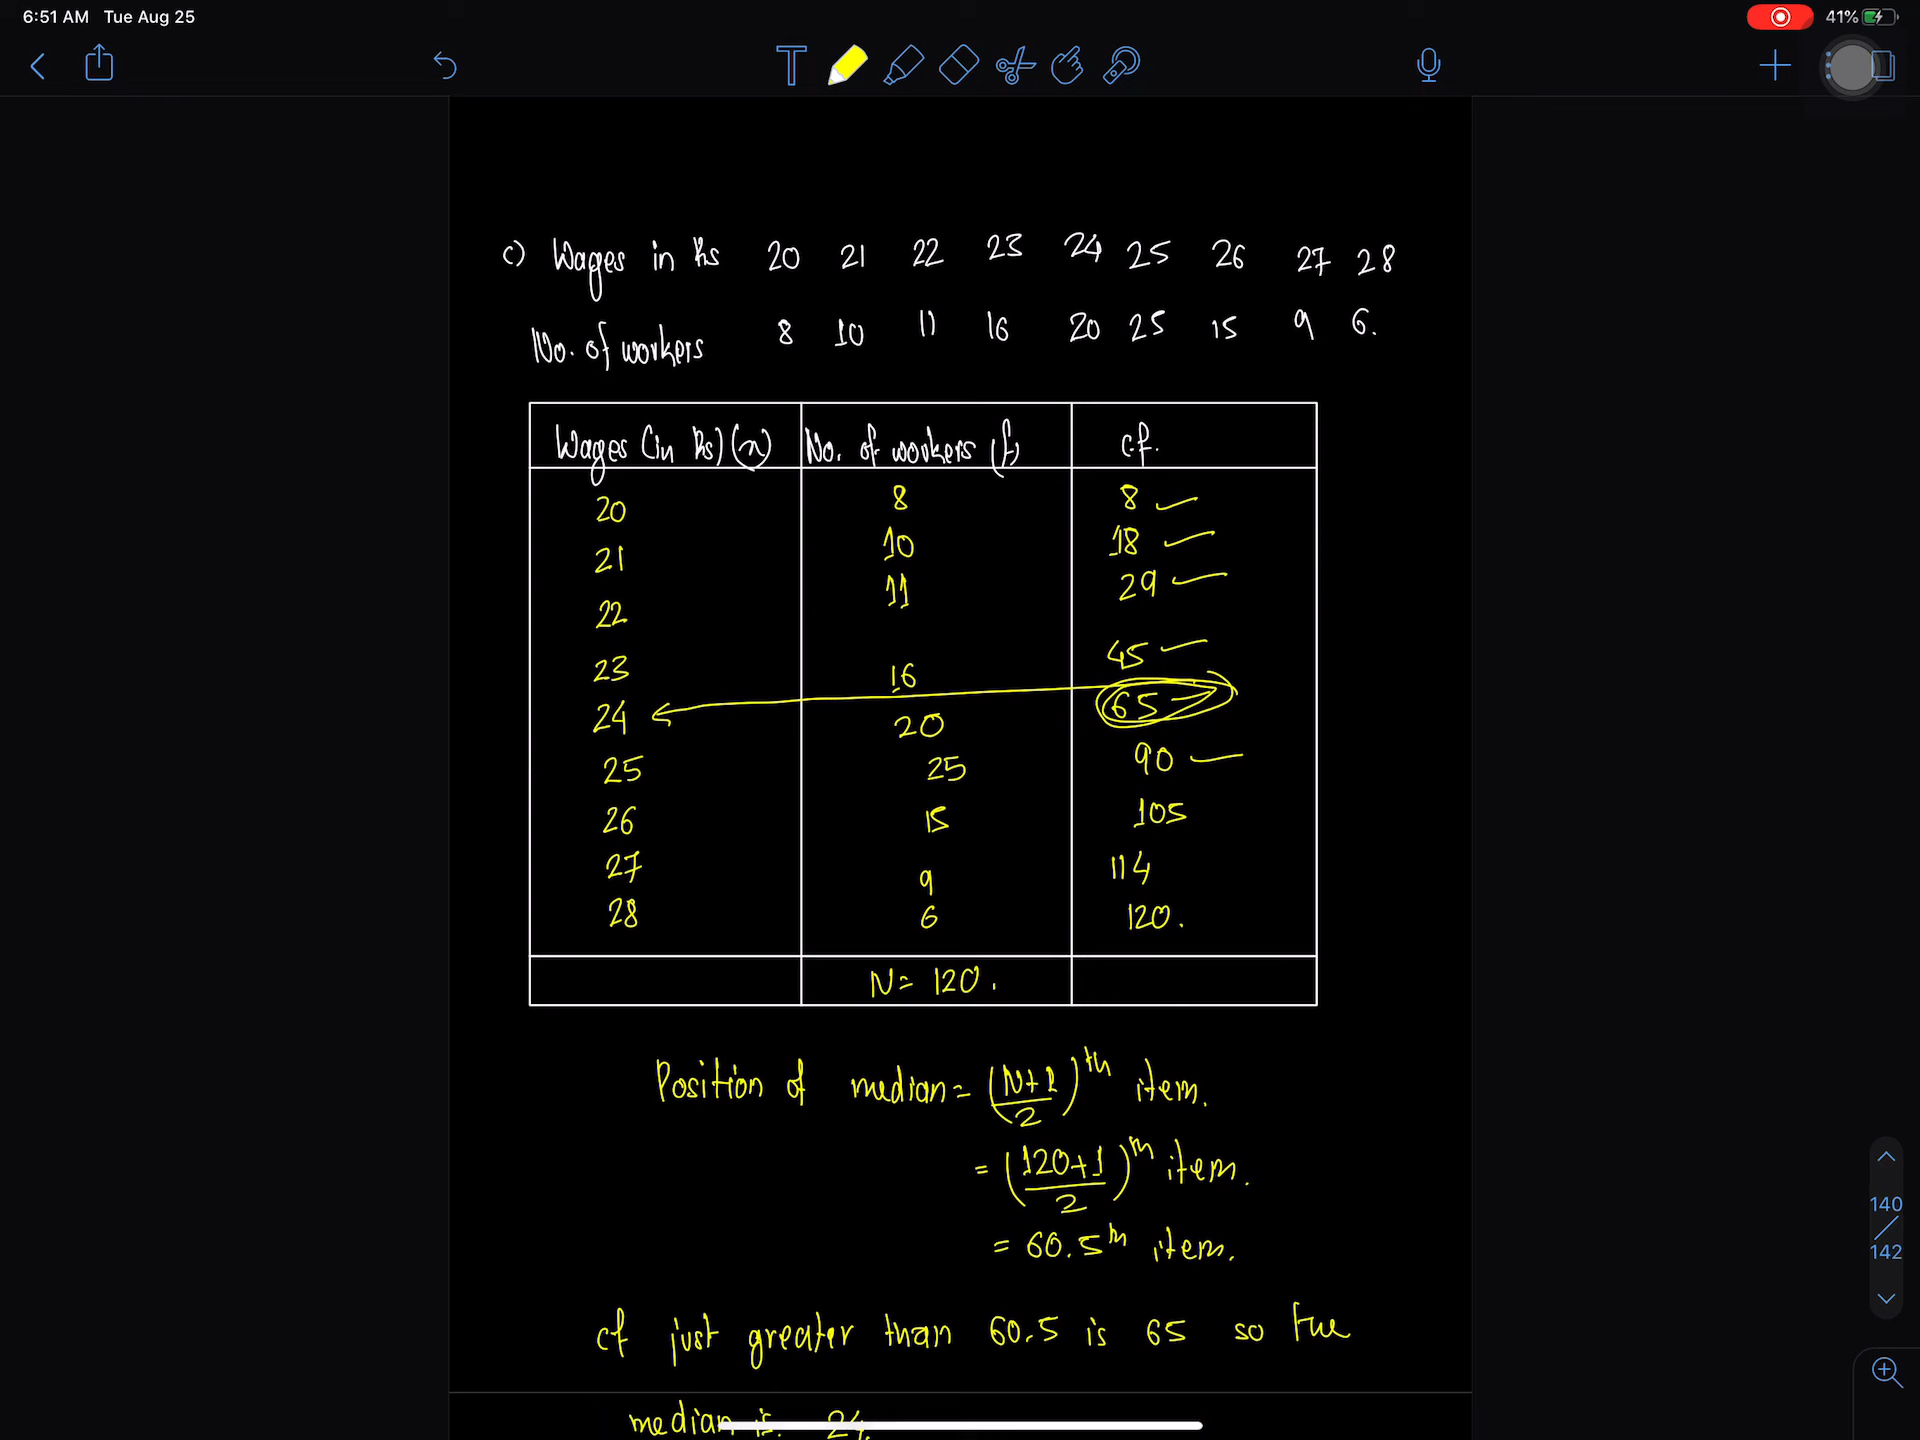 6:51 AM Tue Aug 25
41%
c) Wages in Rs 20 21 22 23 24 25 26 27 28
No. of workers 8 10 11 16 20 25 15 9 6.
Wages (in Rs) (x) No. of workers (f) c.f.
20 8 8
21 10 18
22 11 29
23 16 45
24 20 65
25 25 90
26 15 105
27 9 114
28 6 120.
N = 120.
Position of median = (N+1/2)th item.
= (120+1/2)th item.
= 60.5th item.
140
142
cf just greater than 60.5 is 65 so the
median is 24